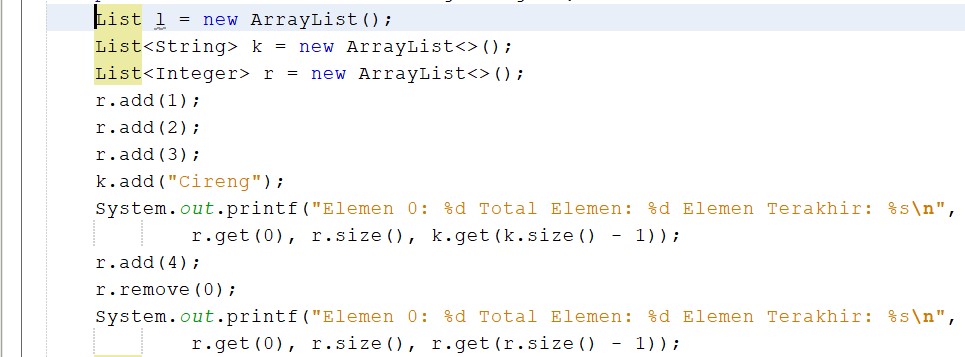 List l = new ArrayList();
List<String> k = new ArrayList<>();
List<Integer> r = new ArrayList<>();
r.add(1);
r.add(2);
r.add(3);
k.add("Cireng");
System.out.printf("Elemen 0: %d Total Elemen: %d Elemen Terakhir: %s\n",
r.get(0), r.size(), k.get(k.size() - 1));
r.add(4);
r.remove(0);
System.out.printf("Elemen 0: %d Total Elemen: %d Elemen Terakhir: %s\n",
r.get(0), r.size(), r.get(r.size() - 1));